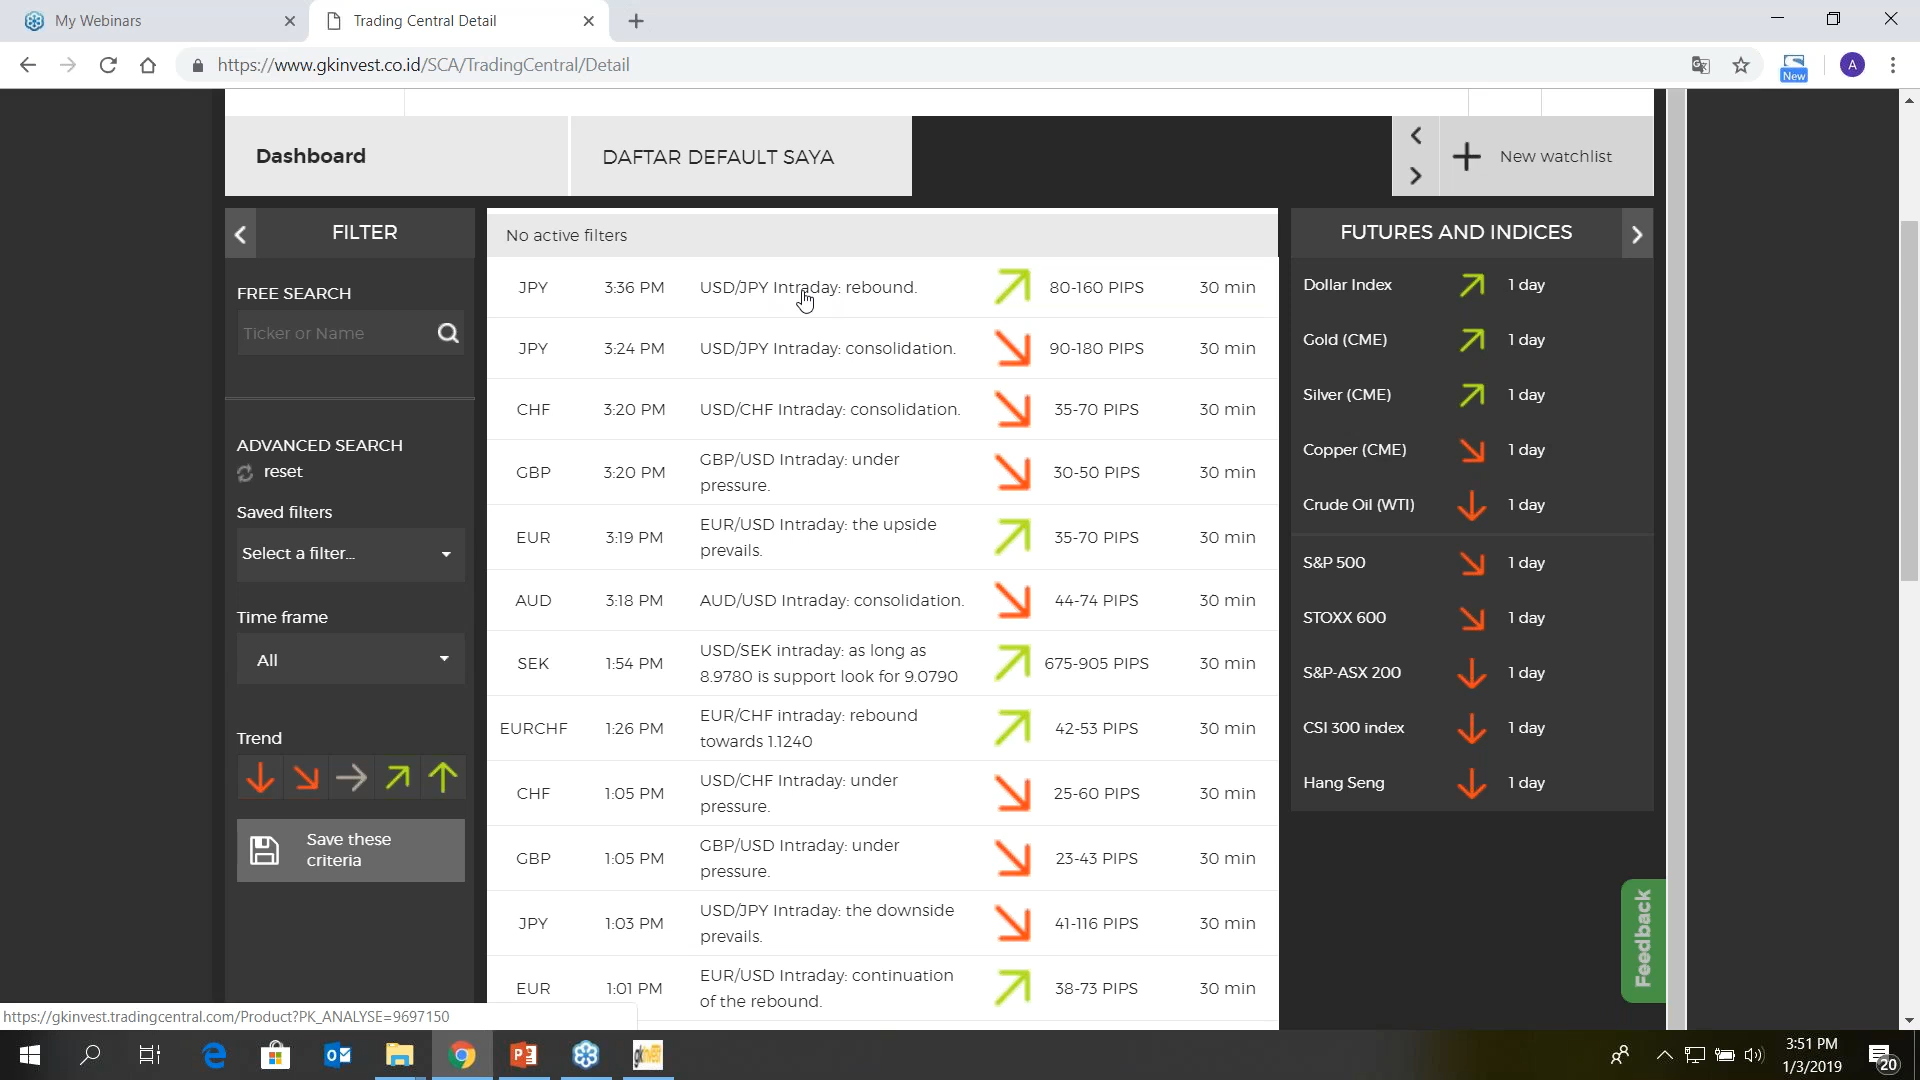 My Webinars
Trading Central Detail
https://www.gkinvest.co.id/SCA/TradingCentral/Detail
New
A
Dashboard
DAFTAR DEFAULT SAYA
New watchlist
FILTER
FREE SEARCH
Ticker or Name
ADVANCED SEARCH
reset
Saved filters
Select a filter...
Time frame
All
Trend
Save these
criteria
No active filters
JPY 3:36 PM USD/JPY Intraday: rebound. 80-160 PIPS 30 min
JPY 3:24 PM USD/JPY Intraday: consolidation. 90-180 PIPS 30 min
CHF 3:20 PM USD/CHF Intraday: consolidation. 35-70 PIPS 30 min
GBP 3:20 PM GBP/USD Intraday: under
pressure. 30-50 PIPS 30 min
EUR 3:19 PM EUR/USD Intraday: the upside
prevails. 35-70 PIPS 30 min
AUD 3:18 PM AUD/USD Intraday: consolidation. 44-74 PIPS 30 min
SEK 1:54 PM USD/SEK intraday: as long as
8.9780 is support look for 9.0790 675-905 PIPS 30 min
EURCHF 1:26 PM EUR/CHF intraday: rebound
towards 1.1240 42-53 PIPS 30 min
CHF 1:05 PM USD/CHF Intraday: under
pressure. 25-60 PIPS 30 min
GBP 1:05 PM GBP/USD Intraday: under
pressure. 23-43 PIPS 30 min
JPY 1:03 PM USD/JPY Intraday: the downside
prevails. 41-116 PIPS 30 min
EUR 1:01 PM EUR/USD Intraday: continuation
of the rebound. 38-73 PIPS 30 min
FUTURES AND INDICES
Dollar Index 1 day
Gold (CME) 1 day
Silver (CME) 1 day
Copper (CME) 1 day
Crude Oil (WTI) 1 day
S&P 500 1 day
STOXX 600 1 day
S&P-ASX 200 1 day
CSI 300 index 1 day
Hang Seng 1 day
Feedback
https://gkinvest.tradingcentral.com/Product?PK_ANALYSE=9697150
gkinvest
3:51 PM
1/3/2019
20